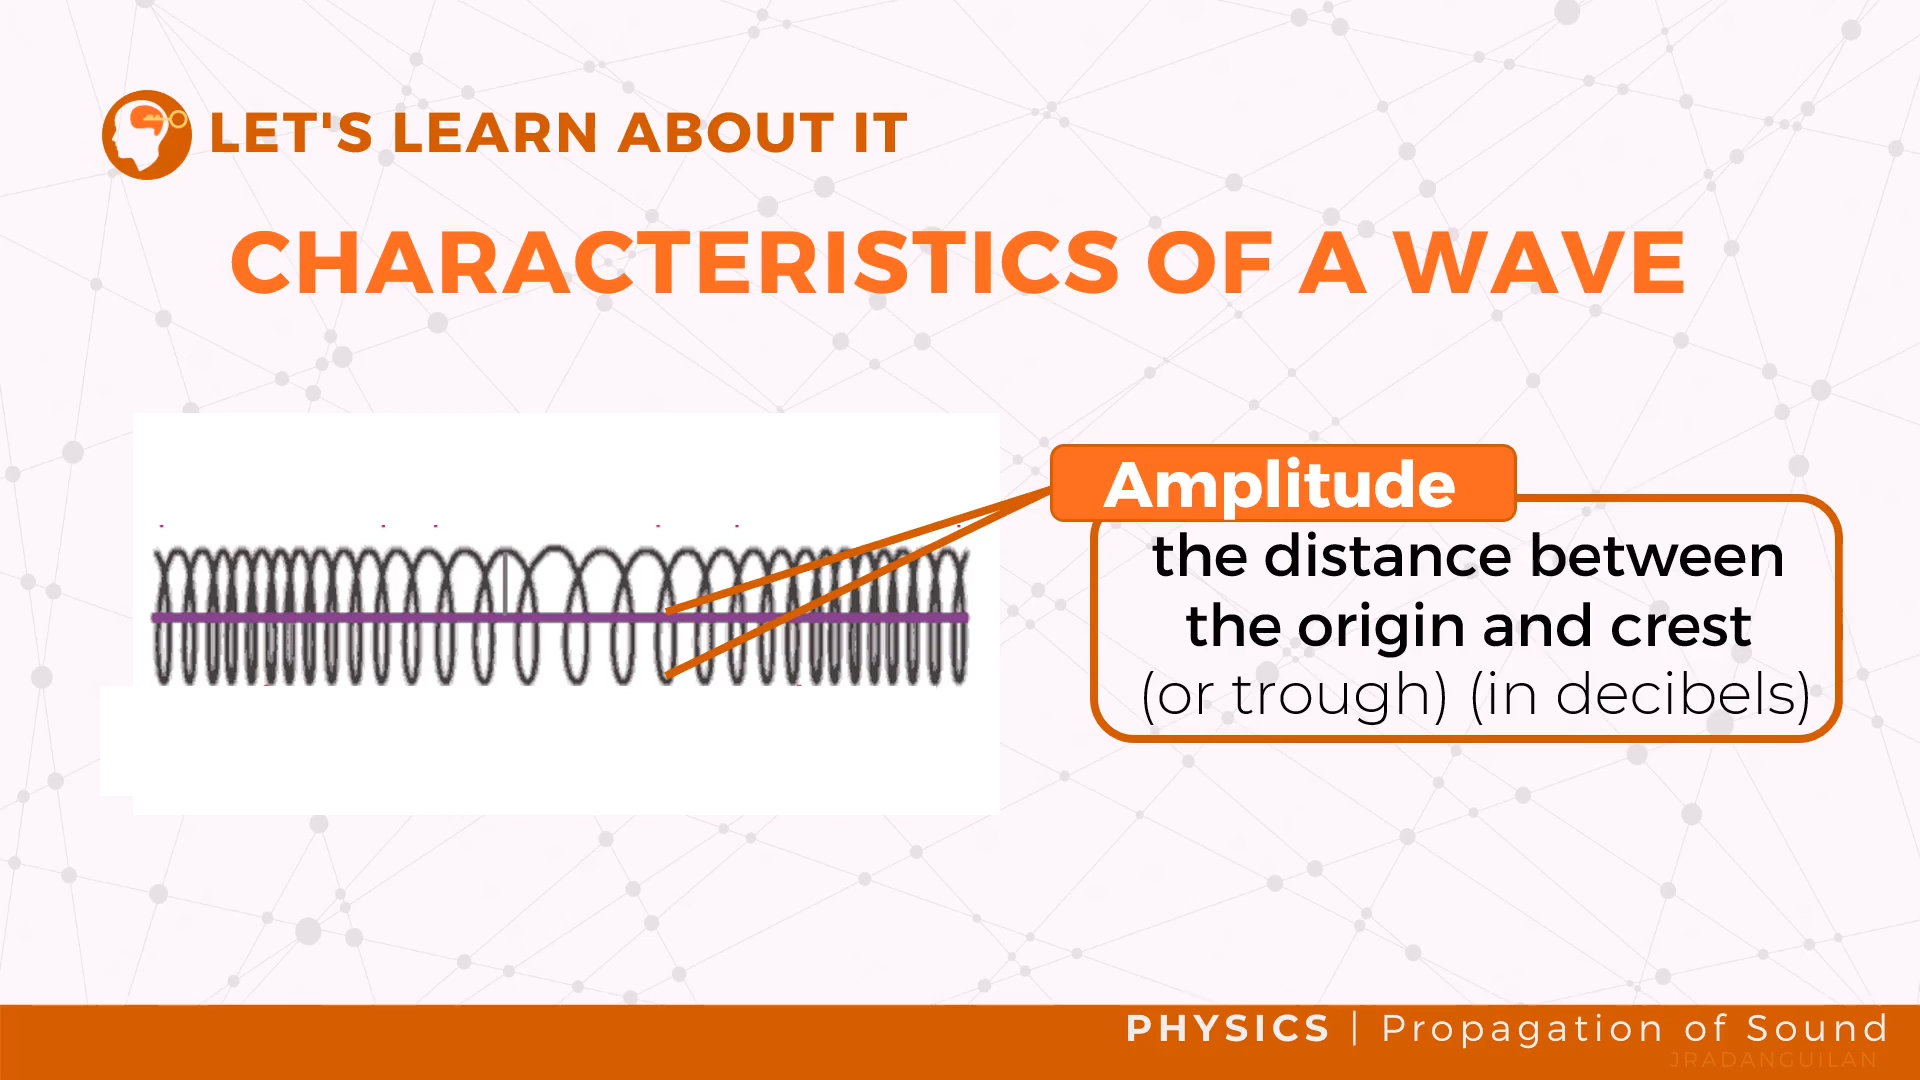 LET'S LEARN ABOUT IT
CHARACTERISTICS OF A WAVE
Amplitude
the distance between
the origin and crest
(or trough) (in decibels)
PHYSICS | Propagation of Sound
JRADANGUILAN